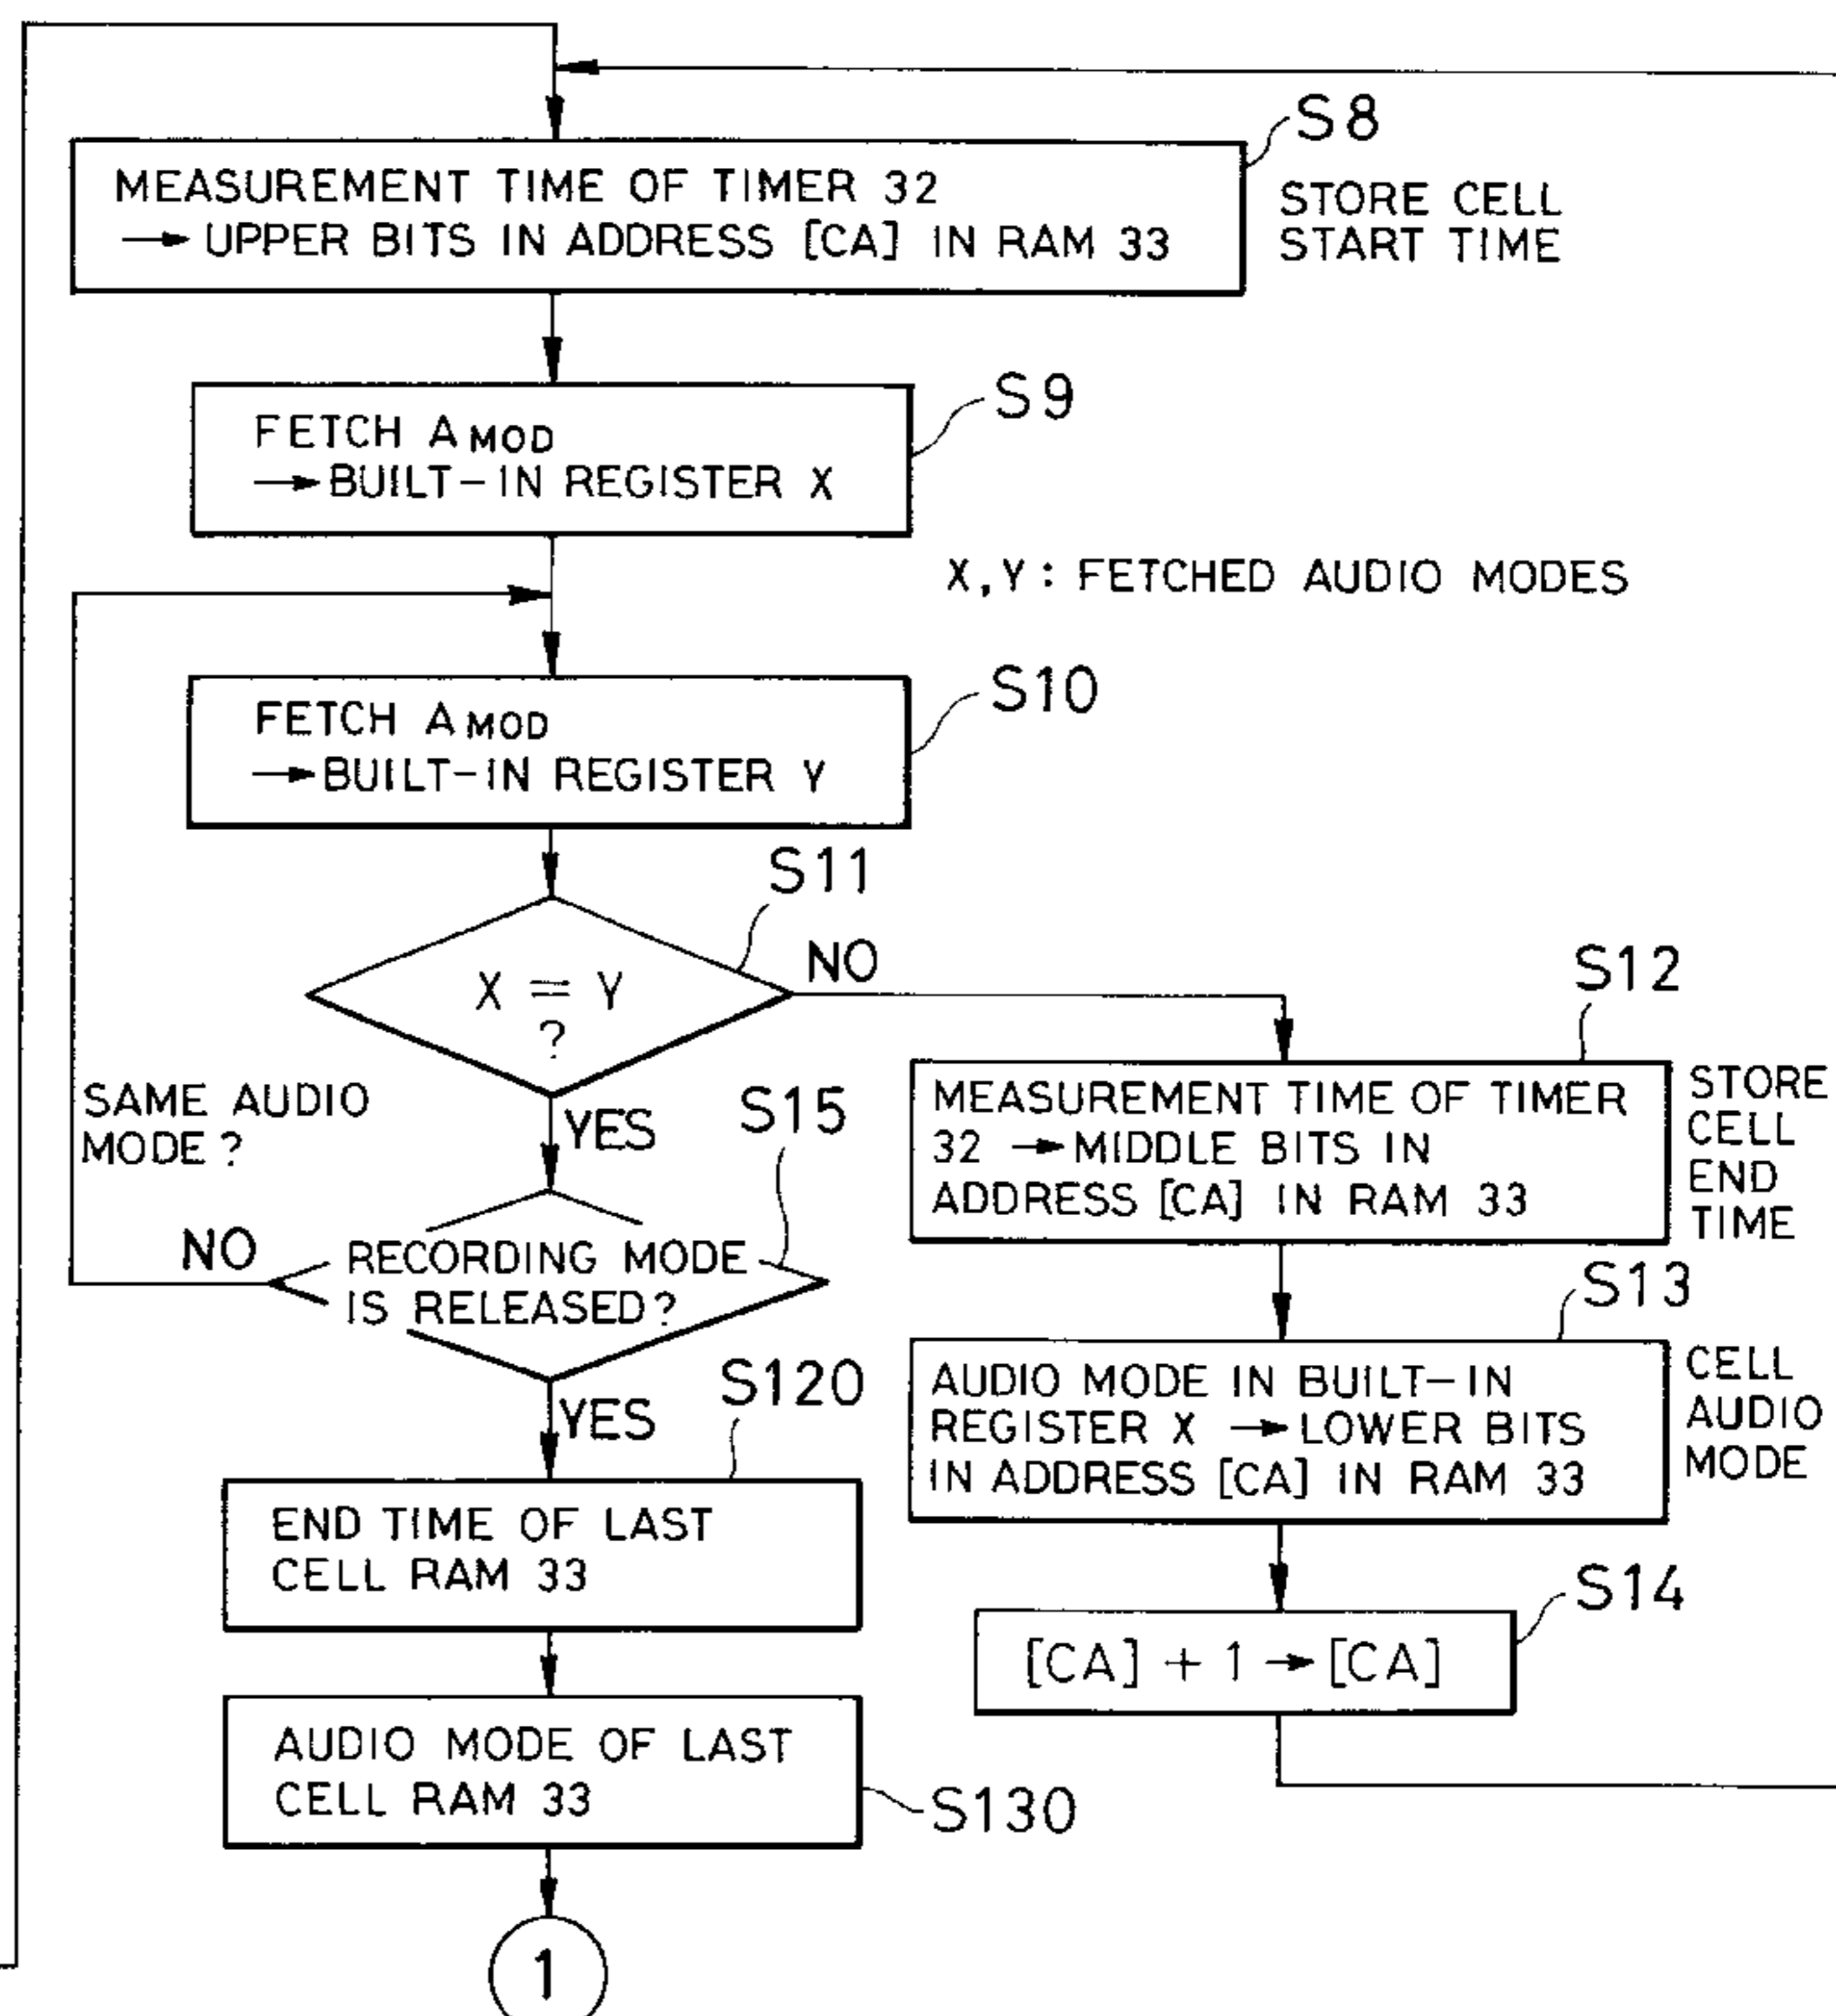 S8
MEASUREMENT TIME OF TIMER 32
→ UPPER BITS IN ADDRESS [CA] IN RAM 33
STORE CELL
START TIME
S9
FETCH AMOD
→ BUILT-IN REGISTER X
X,Y: FETCHED AUDIO MODES
S10
FETCH AMOD
→ BUILT-IN REGISTER Y
S11
X = Y
?
NO
YES
SAME AUDIO
MODE?
S15
NO
RECORDING MODE
IS RELEASED?
YES
S12
MEASUREMENT TIME OF TIMER
32 → MIDDLE BITS IN
ADDRESS [CA] IN RAM 33
STORE
CELL
END
TIME
S13
AUDIO MODE IN BUILT-IN
REGISTER X → LOWER BITS
IN ADDRESS [CA] IN RAM 33
CELL
AUDIO
MODE
S14
[CA] + 1 → [CA]
S120
END TIME OF LAST
CELL RAM 33
AUDIO MODE OF LAST
CELL RAM 33
S130
1